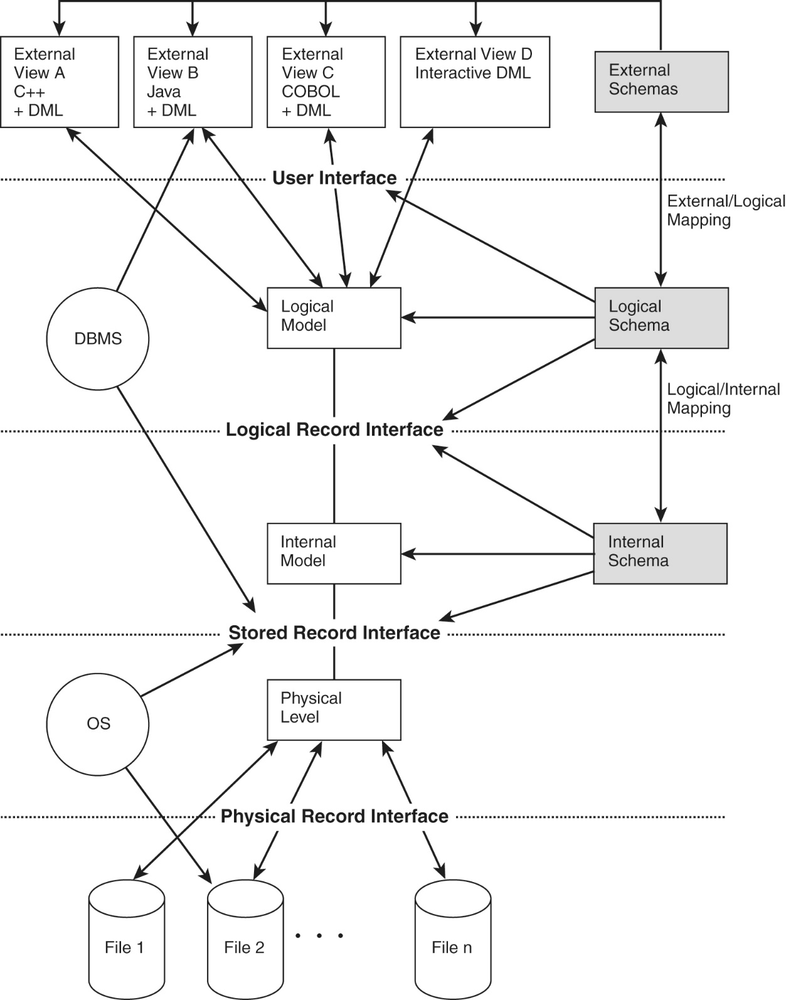 External
View A
C++
+ DML
External
View B
Java
+ DML
External
View C
COBOL
+ DML
External View D
Interactive DML
External
Schemas
User Interface
External/Logical
Mapping
DBMS
Logical
Model
Logical
Schema
Logical/Internal
Mapping
Logical Record Interface
Internal
Model
Internal
Schema
Stored Record Interface
OS
Physical
Level
Physical Record Interface
File 1
File 2
. . .
File n